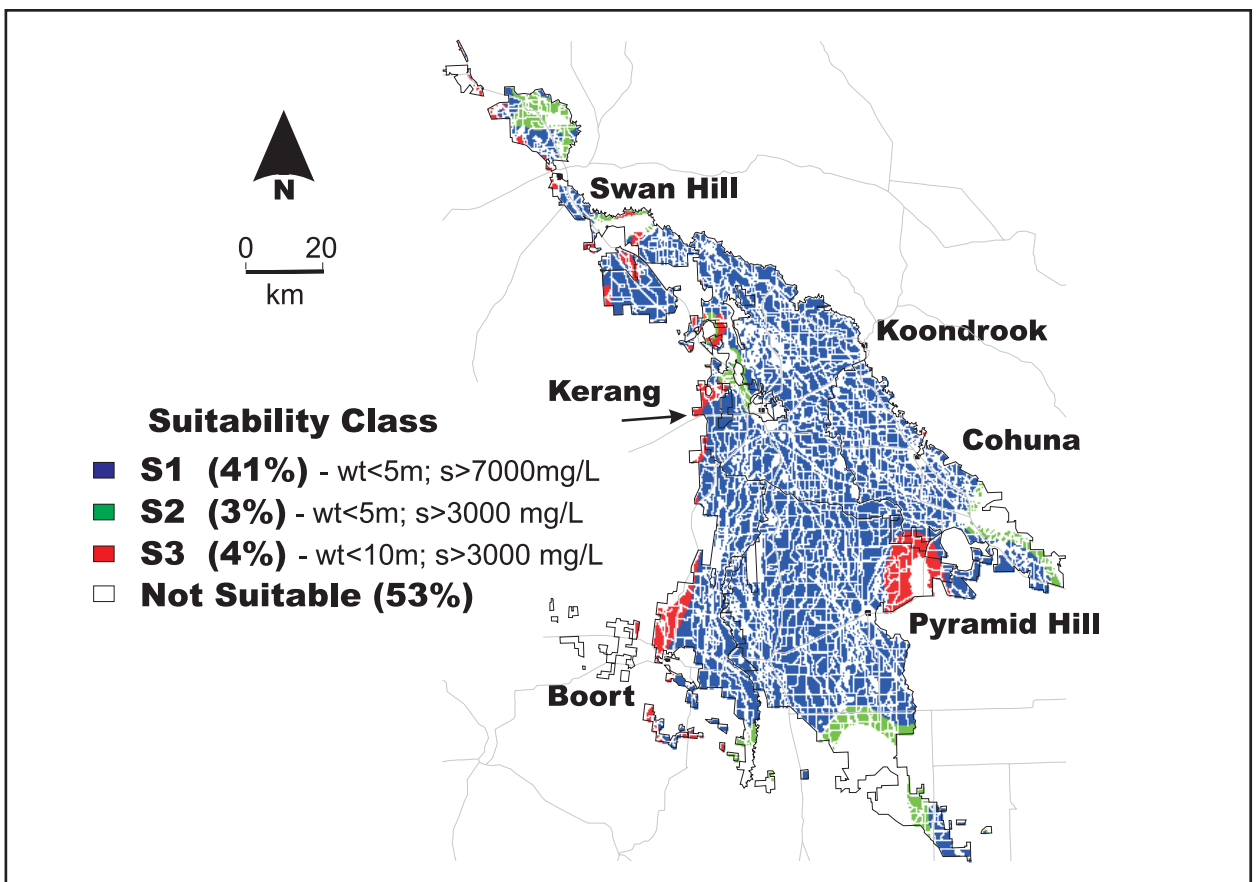 Swan Hill
N
0 20
km
Koondrook
Kerang
Suitability Class
Cohuna
S1 (41%) - wt<5m; s>7000mg/L
S2 (3%) - wt<5m; s>3000 mg/L
S3 (4%) - wt<10m; s>3000 mg/L
Not Suitable (53%)
Pyramid Hill
Boort